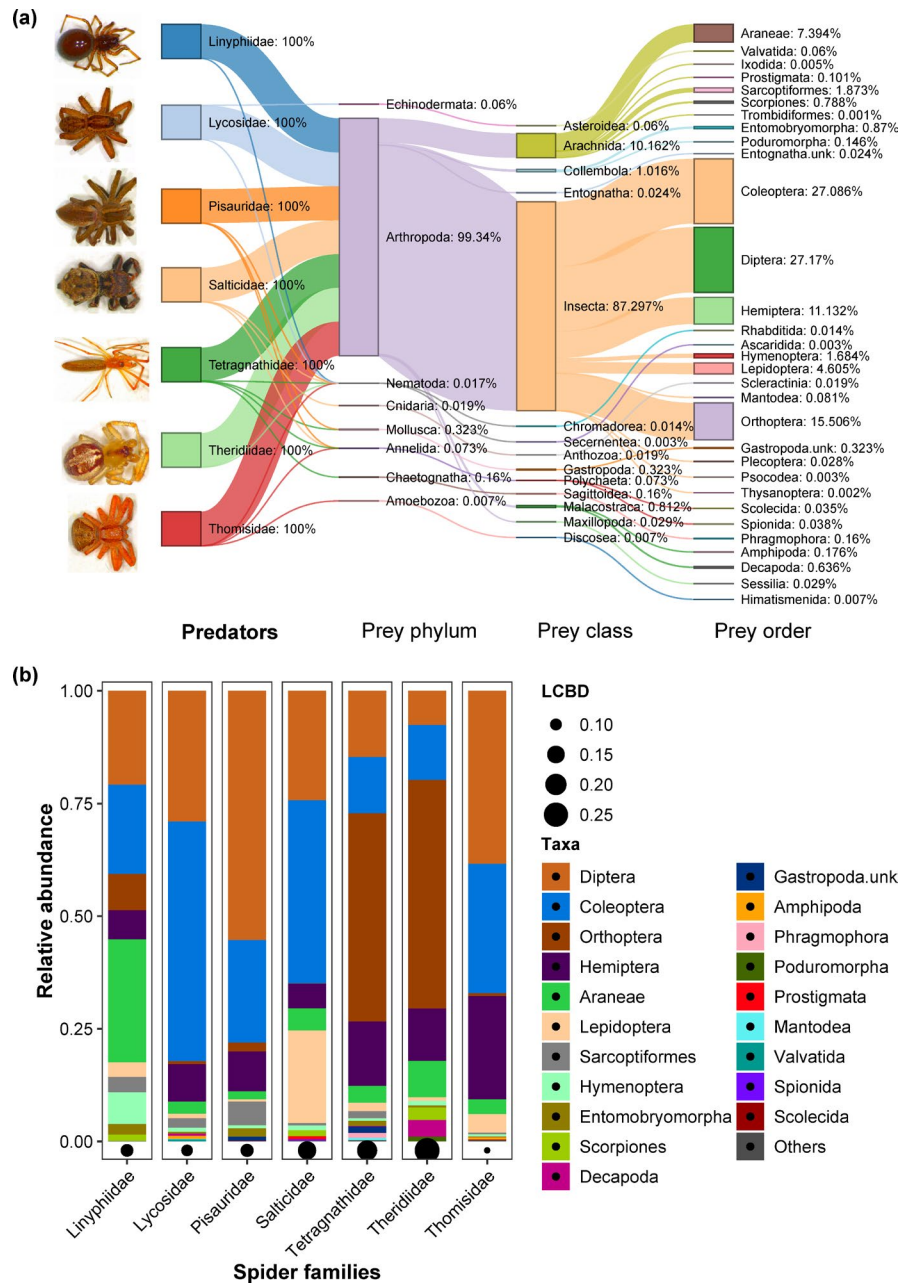 (a)
Linyphiidae: 100%
Lycosidae: 100%
Pisauridae: 100%
Salticidae: 100%
Tetragnathidae: 100%
Theridiidae: 100%
Thomisidae: 100%
Echinodermata: 0.06%
Arthropoda: 99.34%
Nematoda: 0.017%
Cnidaria: 0.019%
Mollusca: 0.323%
Annelida: 0.073%
Chaetognatha: 0.16%
Amoebozoa: 0.007%
Asteroidea: 0.06%
Arachnida: 10.162%
Collembola: 1.016%
Entognatha: 0.024%
Insecta: 87.297%
Chromadorea: 0.014%
Secernentea: 0.003%
Anthozoa: 0.019%
Gastropoda: 0.323%
Polychaeta: 0.073%
Sagittoidea: 0.16%
Malacostraca: 0.812%
Maxillopoda: 0.029%
Discosea: 0.007%
Araneae: 7.394%
Valvatida: 0.06%
Ixodida: 0.005%
Prostigmata: 0.101%
Sarcoptiformes: 1.873%
Scorpiones: 0.788%
Trombidiformes: 0.001%
Entomobryomorpha: 0.87%
Poduromorpha: 0.146%
Entognatha.unk: 0.024%
Coleoptera: 27.086%
Diptera: 27.17%
Hemiptera: 11.132%
Rhabditida: 0.014%
Ascaridida: 0.003%
Hymenoptera: 1.684%
Lepidoptera: 4.605%
Scleractinia: 0.019%
Mantodea: 0.081%
Orthoptera: 15.506%
Gastropoda.unk: 0.323%
Plecoptera: 0.028%
Psocodea: 0.003%
Thysanoptera: 0.002%
Scolecida: 0.035%
Spionida: 0.038%
Phragmophora: 0.16%
Amphipoda: 0.176%
Decapoda: 0.636%
Sessilia: 0.029%
Himatismenida: 0.007%
Predators
Prey phylum
Prey class
Prey order
(b)
Relative abundance
1.00
0.75
0.50
0.25
0.00
Linyphiidae
Lycosidae
Pisauridae
Salticidae
Tetragnathidae
Theridiidae
Thomisidae
Spider families
LCBD
0.10
0.15
0.20
0.25
Taxa
Diptera
Coleoptera
Orthoptera
Hemiptera
Araneae
Lepidoptera
Sarcoptiformes
Hymenoptera
Entomobryomorpha
Scorpiones
Decapoda
Gastropoda.unk
Amphipoda
Phragmophora
Poduromorpha
Prostigmata
Mantodea
Valvatida
Spionida
Scolecida
Others